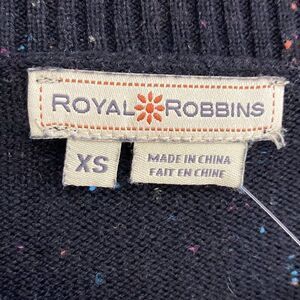 ROYAL ROBBINS
XS
MADE IN CHINA
FAIT EN CHINE